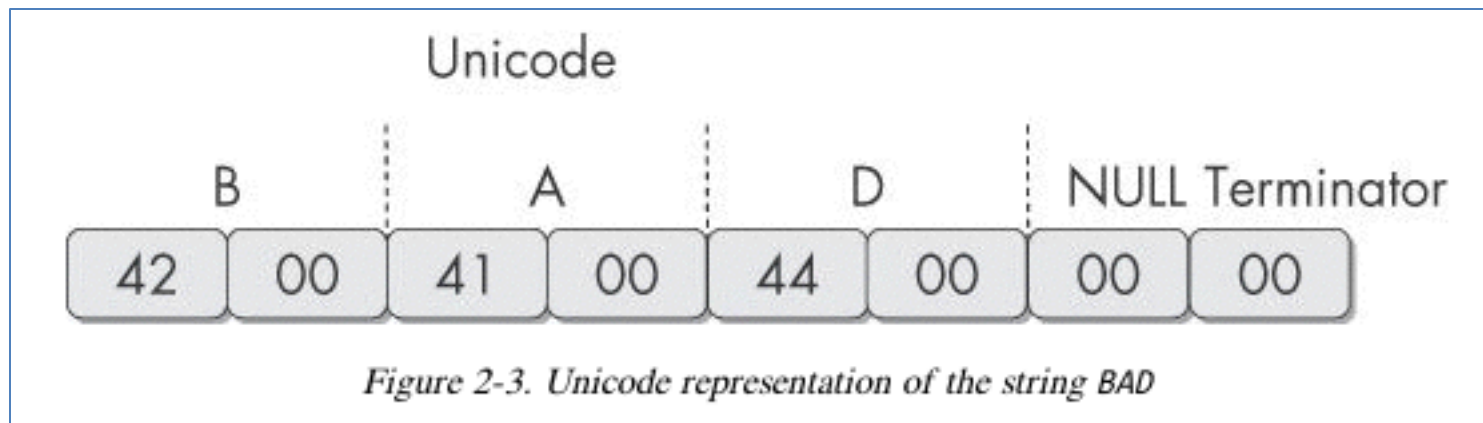 Unicode
B A D NULL Terminator
42 00 41 00 44 00 00 00
Figure 2-3. Unicode representation of the string BAD